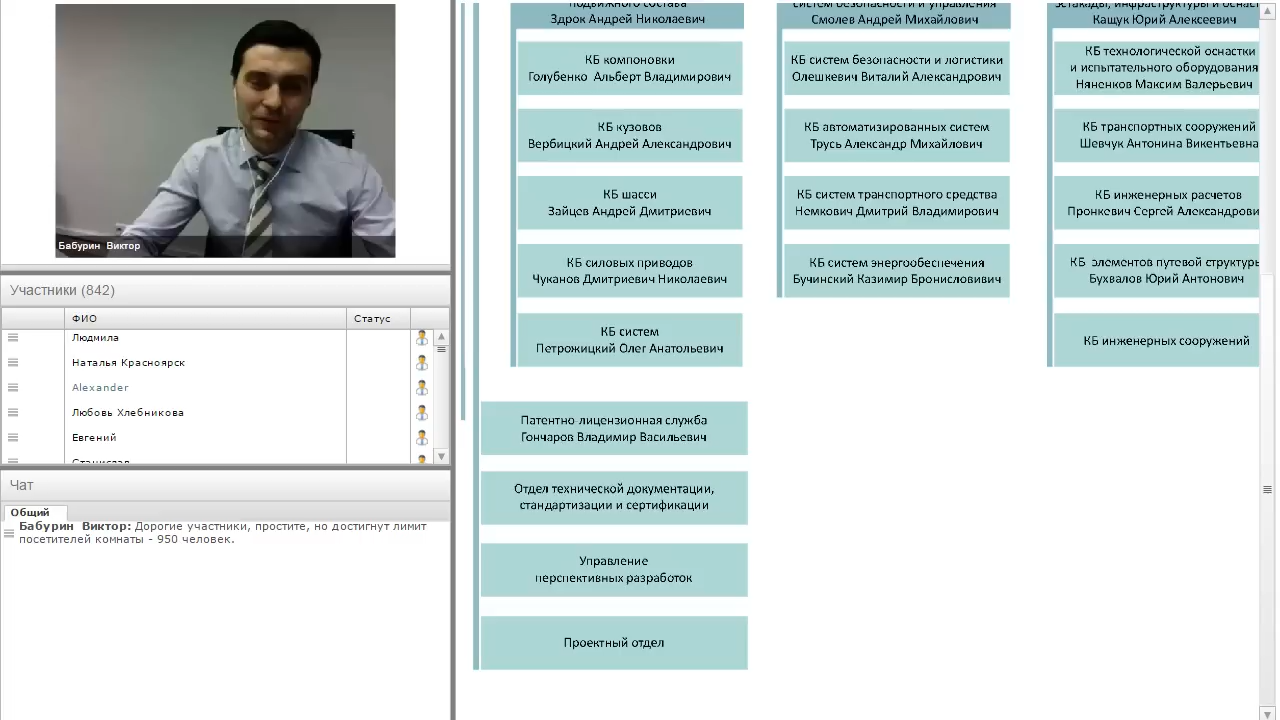 Бабурин Виктор
Участники (842)
ФИО
Статус
Людмила
Наталья Красноярск
Alexander
Любовь Хлебникова
Евгений
Станислав
Чат
Общий
Бабурин Виктор: Дорогие участники, простите, но достигнут лимит
посетителей комнаты - 950 человек.
подвижного состава
Здрок Андрей Николаевич
КБ компоновки
Голубенко Альберт Владимирович
КБ кузовов
Вербицкий Андрей Александрович
КБ шасси
Зайцев Андрей Дмитриевич
КБ силовых приводов
Чуканов Дмитриевич Николаевич
КБ систем
Петрожицкий Олег Анатольевич
систем безопасности и управления
Смолев Андрей Михайлович
КБ систем безопасности и логистики
Олешкевич Виталий Александрович
КБ автоматизированных систем
Трусь Александр Михайлович
КБ систем транспортного средства
Немкович Дмитрий Владимирович
КБ систем энергообеспечения
Бучинский Казимир Брониславович
эстакады, инфраструктуры и оснаст
Кащук Юрий Алексеевич
КБ технологической оснастки
и испытательного оборудования
Няненков Максим Валерьевич
КБ транспортных сооружений
Шевчук Антонина Викентьевна
КБ инженерных расчетов
Пронкевич Сергей Александрови
КБ элементов путевой структуры
Бухвалов Юрий Антонович
КБ инженерных сооружений
Патентно-лицензионная служба
Гончаров Владимир Васильевич
Отдел технической документации,
стандартизации и сертификации
Управление
перспективных разработок
Проектный отдел